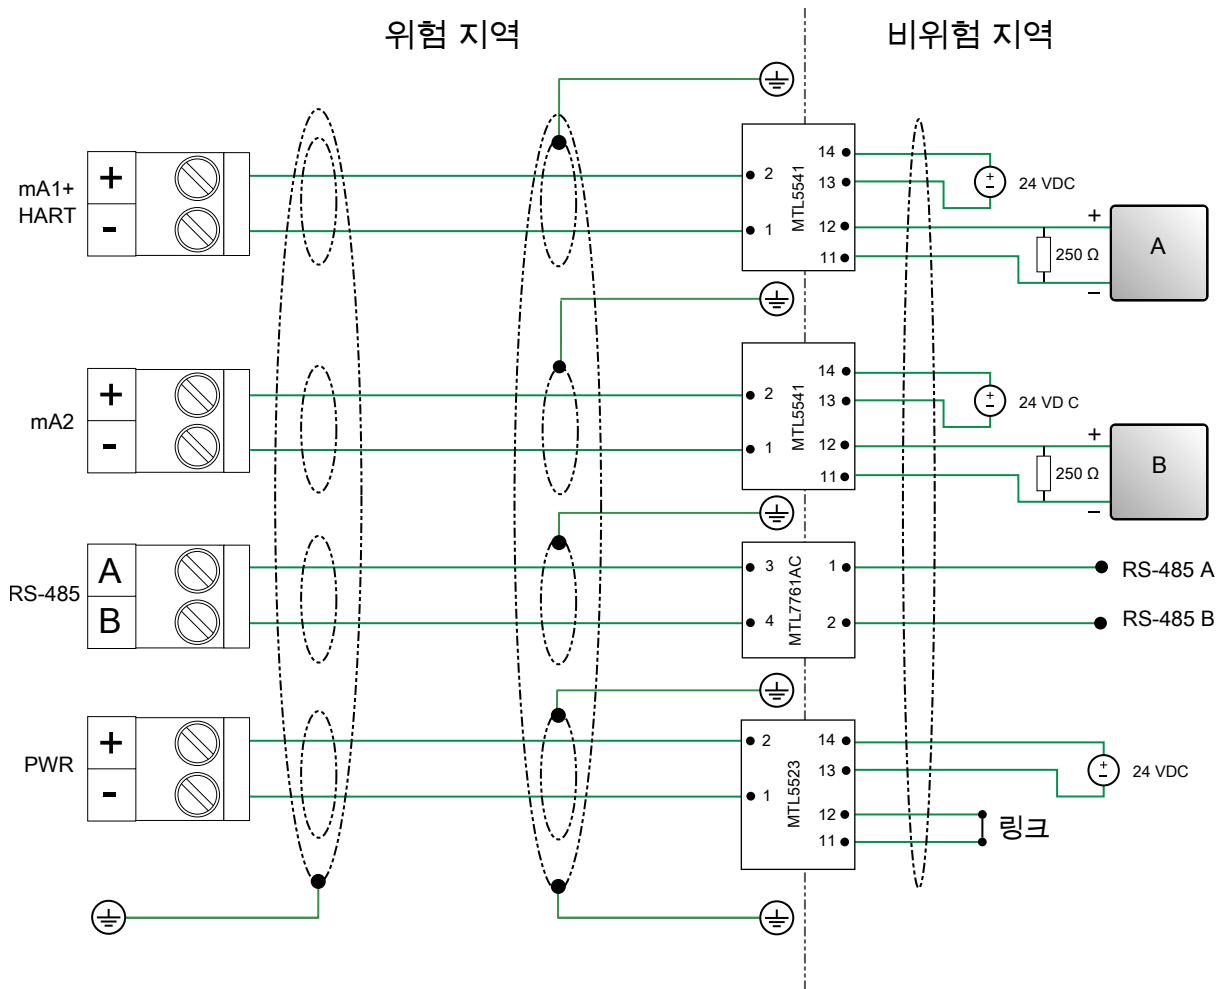 위험 지역
비위험 지역
mA1+
HART
+
-
2
1
MTL5541
14
13
12
11
+
–
24 VDC
+
250 Ω
–
A
mA2
+
-
2
1
MTL5541
14
13
12
11
+
–
24 VD C
+
250 Ω
–
B
RS-485
A
B
3
4
MTL7761AC
1
2
RS-485 A
RS-485 B
PWR
+
-
2
1
MTL5523
14
13
12
11
+
–
24 VDC
링크